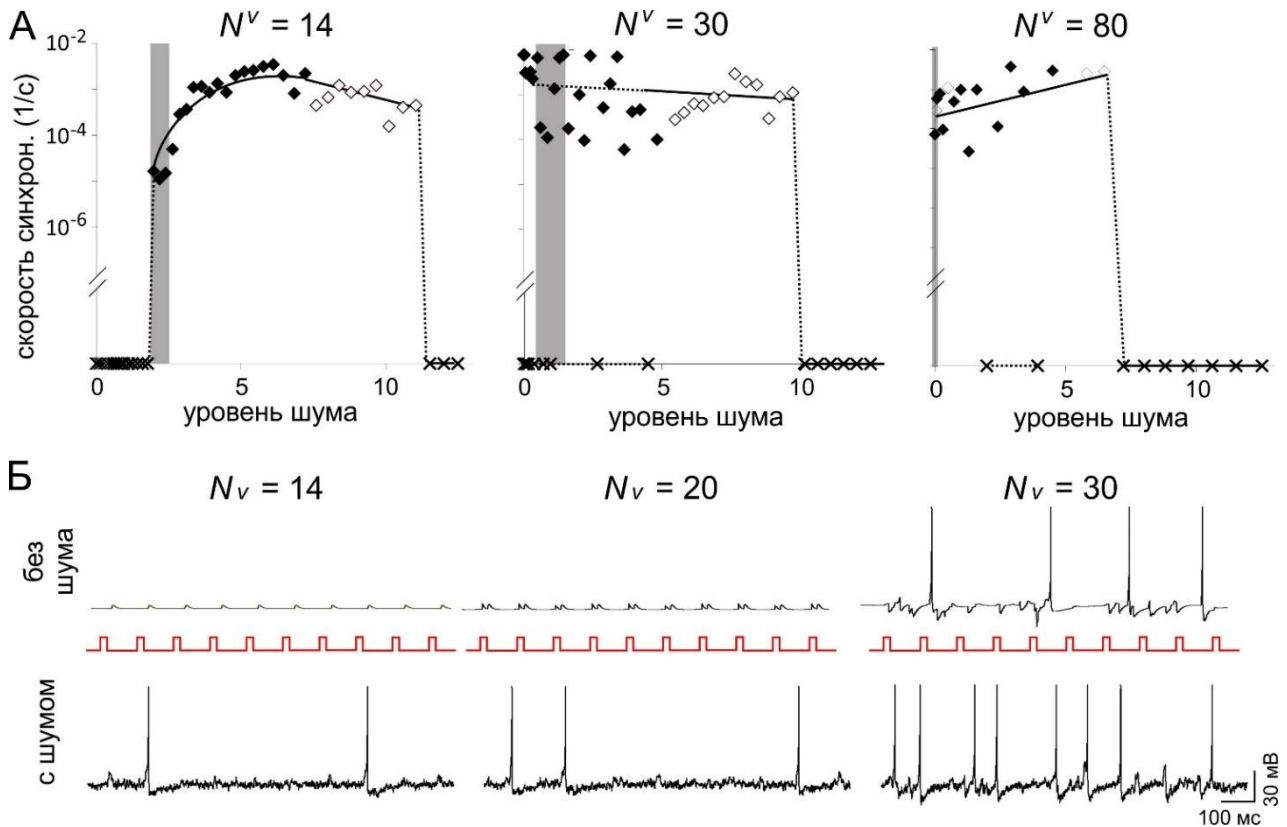 А
N^v = 14
N^v = 30
N^v = 80
скорость синхрон. (1/с)
10^-2
10^-4
10^-6
0 5 10
0 5 10
0 5 10
уровень шума
уровень шума
уровень шума
Б
N_v = 14
N_v = 20
N_v = 30
без
шума
с шумом
30 мВ
100 мс